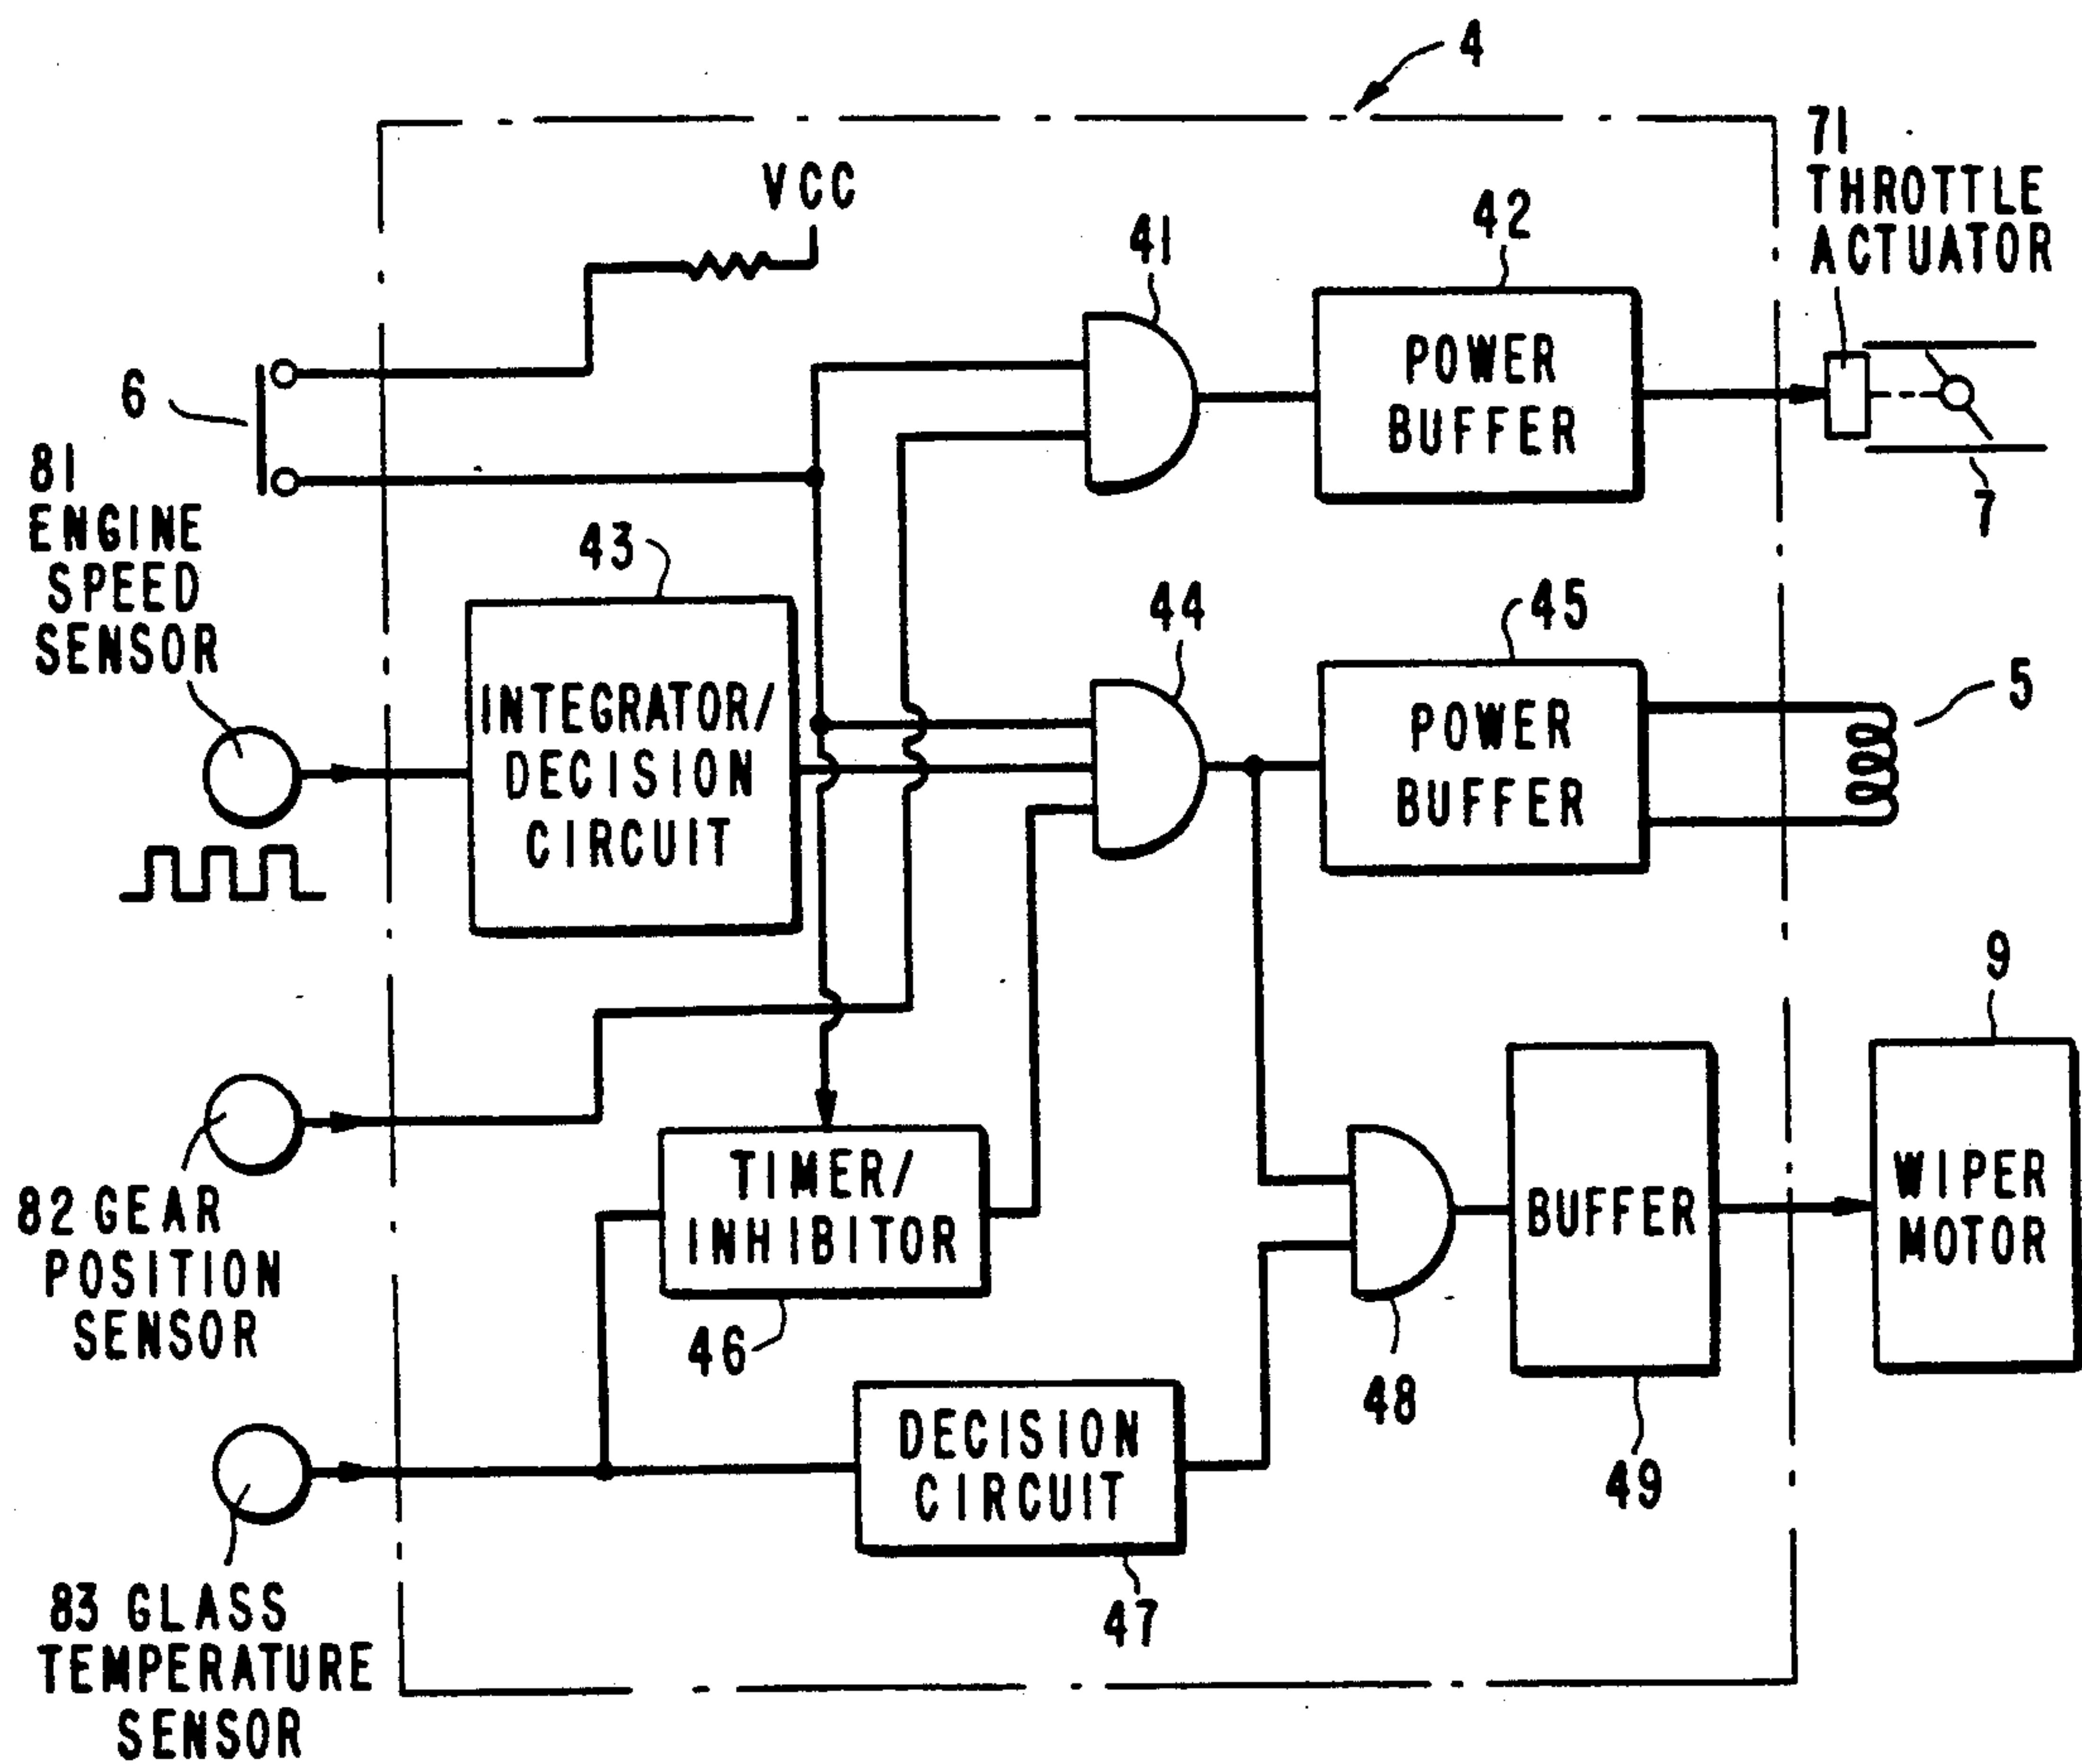 4
71
THROTTLE
ACTUATOR
VCC
41
42
POWER
BUFFER
6
7
81
ENGINE
SPEED
SENSOR
43
INTEGRATOR/
DECISION
CIRCUIT
44
45
POWER
BUFFER
5
9
WIPER
MOTOR
82 GEAR
POSITION
SENSOR
TIMER/
INHIBITOR
46
BUFFER
48
49
DECISION
CIRCUIT
47
83 GLASS
TEMPERATURE
SENSOR